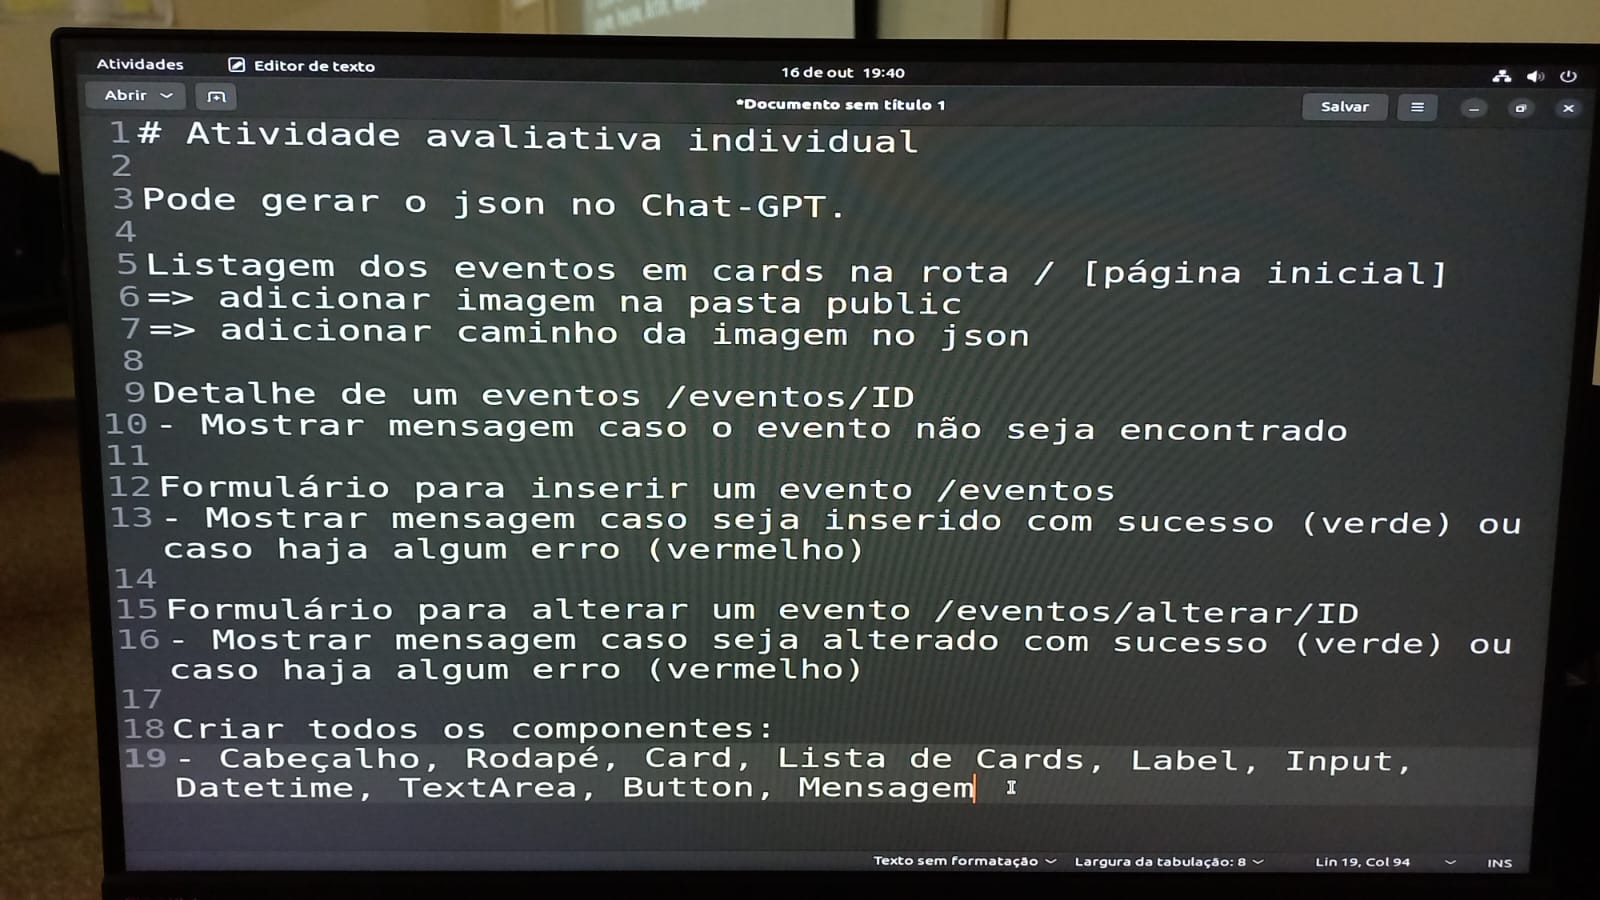 Atividades Editor de texto 16 de out 19:40
Abrir *Documento sem título 1 Salvar
1 # Atividade avaliativa individual
2
3 Pode gerar o json no Chat-GPT.
4
5 Listagem dos eventos em cards na rota / [página inicial]
6 => adicionar imagem na pasta public
7 => adicionar caminho da imagem no json
8
9 Detalhe de um eventos /eventos/ID
10 - Mostrar mensagem caso o evento não seja encontrado
11
12 Formulário para inserir um evento /eventos
13 - Mostrar mensagem caso seja inserido com sucesso (verde) ou
caso haja algum erro (vermelho)
14
15 Formulário para alterar um evento /eventos/alterar/ID
16 - Mostrar mensagem caso seja alterado com sucesso (verde) ou
caso haja algum erro (vermelho)
17
18 Criar todos os componentes:
19 - Cabeçalho, Rodapé, Card, Lista de Cards, Label, Input,
Datetime, TextArea, Button, Mensagem
Texto sem formatação Largura da tabulação: 8 Lin 19, Col 94 INS